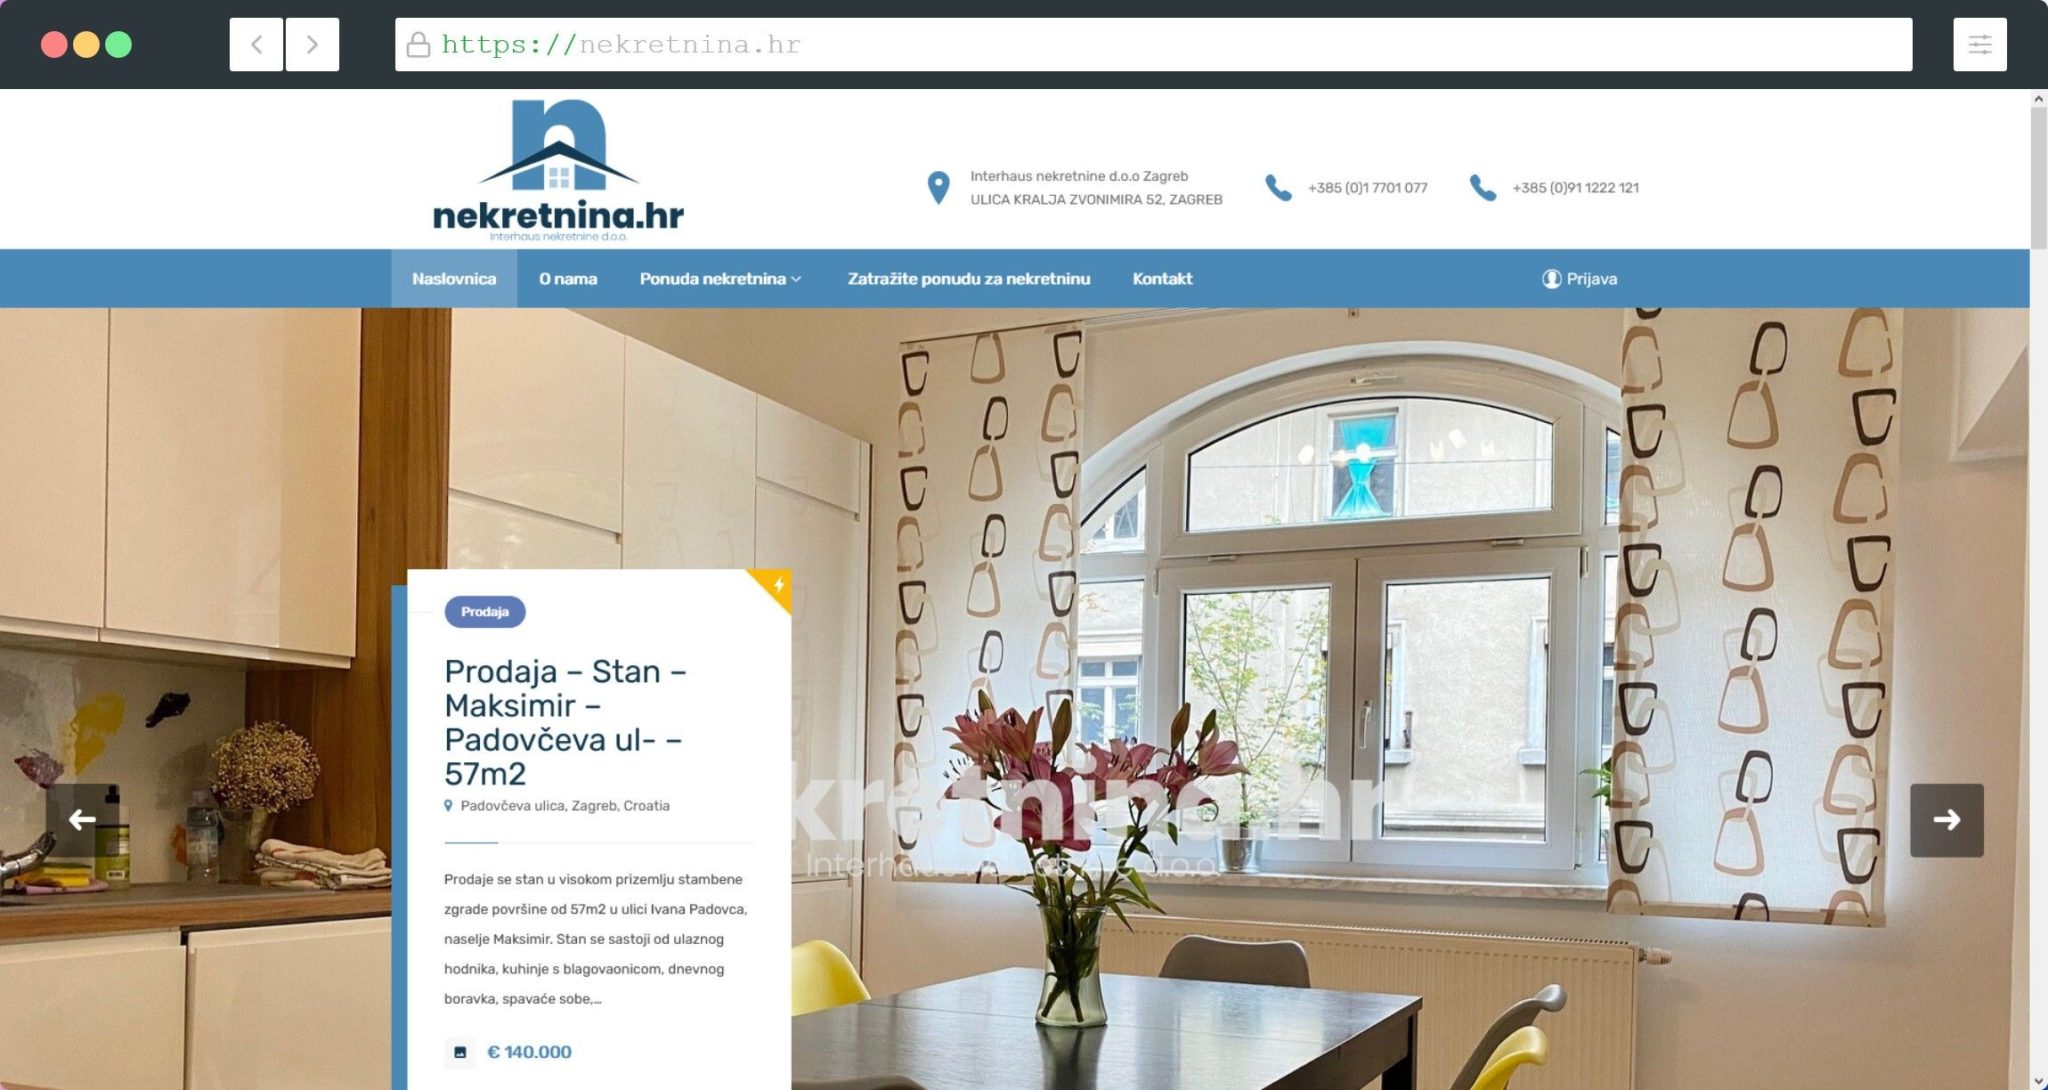 https://nekretnina.hr
nekretnina.hr
Interhaus nekretnine d.o.o.
Interhaus nekretnine d.o.o Zagreb
ULICA KRALJA ZVONIMIRA 52, ZAGREB
+385 (0)1 7701 077
+385 (0)91 1222 121
Naslovnica
O nama
Ponuda nekretnina
Zatražite ponudu za nekretninu
Kontakt
Prijava
Prodaja
Prodaja – Stan –
Maksimir –
Padovčeva ul- –
57m2
Padovčeva ulica, Zagreb, Croatia
Prodaje se stan u visokom prizemlju stambene
zgrade površine od 57m2 u ulici Ivana Padovca,
naselje Maksimir. Stan se sastoji od ulaznog
hodnika, kuhinje s blagovaonicom, dnevnog
boravka, spavaće sobe,...
€ 140.000
kretnina.hr
Interhaus nekretnine d.o.o.